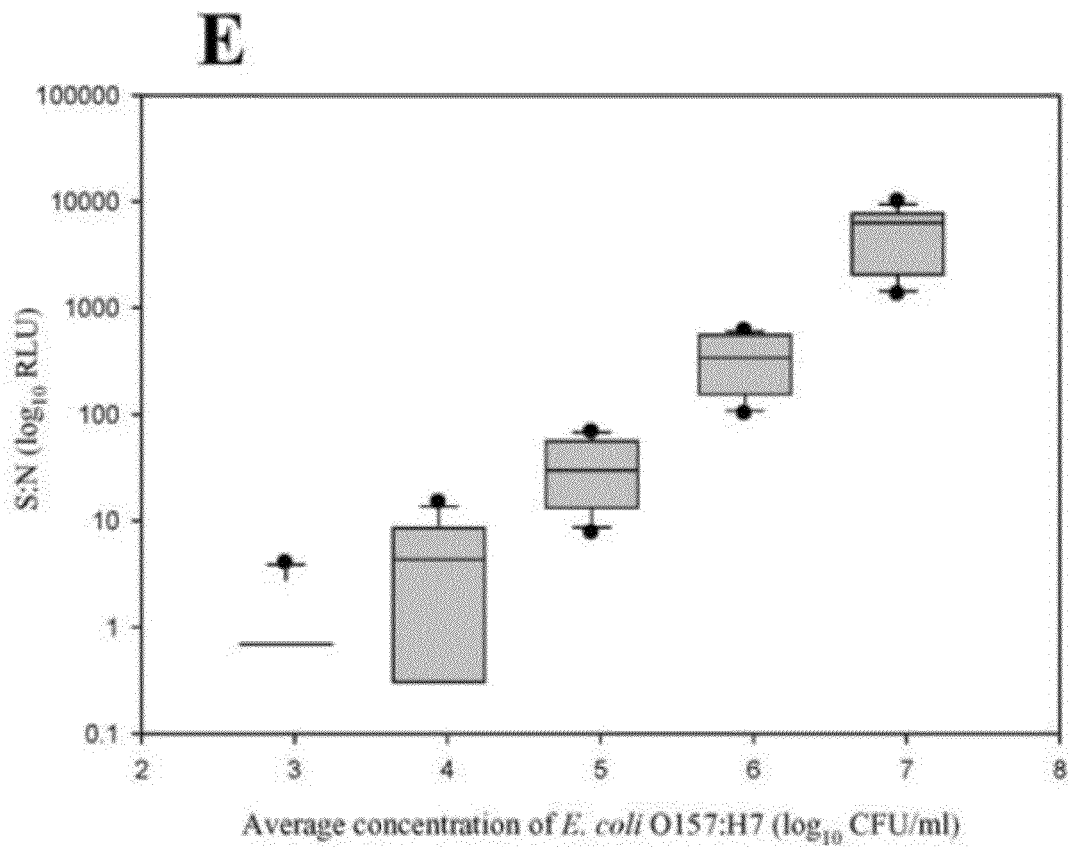 E
100000
10000
1000
100
10
1
0.1
S:N (log10 RLU)
2 3 4 5 6 7 8
Average concentration of E. coli O157:H7 (log10 CFU/ml)